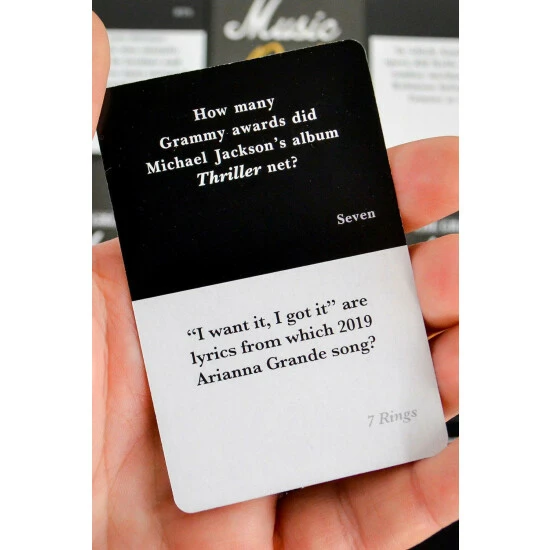 Music
How many
Grammy awards did
Michael Jackson's album
Thriller net?
Seven
“I want it, I got it” are
lyrics from which 2019
Arianna Grande song?
7 Rings